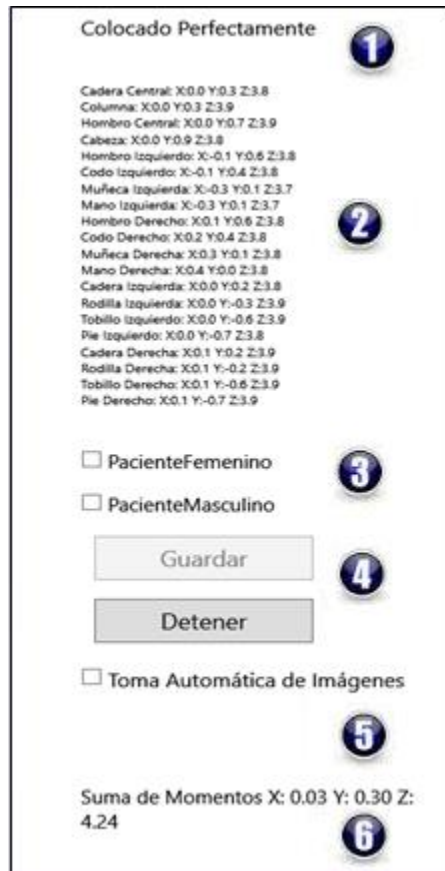 Colocado Perfectamente
1
Cadera Central: X:0.0 Y:0.3 Z:3.8
Columna: X:0.0 Y:0.3 Z:3.9
Hombro Central: X:0.0 Y:0.7 Z:3.9
Cabeza: X:0.0 Y:0.9 Z:3.8
Hombro Izquierdo: X:-0.1 Y:0.6 Z:3.8
Codo Izquierdo: X:-0.1 Y:0.4 Z:3.8
Muñeca Izquierda: X:-0.3 Y:0.1 Z:3.7
Mano Izquierda: X:-0.3 Y:0.1 Z:3.7
Hombro Derecho: X:0.1 Y:0.6 Z:3.8
Codo Derecho: X:0.2 Y:0.4 Z:3.8
Muñeca Derecha: X:0.3 Y:0.1 Z:3.8
Mano Derecha: X:0.4 Y:0.0 Z:3.8
Cadera Izquierda: X:0.0 Y:0.2 Z:3.8
Rodilla Izquierda: X:0.0 Y:-0.3 Z:3.9
Tobillo Izquierdo: X:0.0 Y:-0.6 Z:3.9
Pie Izquierdo: X:0.0 Y:-0.7 Z:3.8
Cadera Derecha: X:0.1 Y:0.2 Z:3.9
Rodilla Derecha: X:0.1 Y:-0.2 Z:3.9
Tobillo Derecho: X:0.1 Y:-0.6 Z:3.9
Pie Derecho: X:0.1 Y:-0.7 Z:3.9
2
PacienteFemenino
3
PacienteMasculino
Guardar
4
Detener
Toma Automática de Imágenes
5
Suma de Momentos X: 0.03 Y: 0.30 Z:
4.24
6